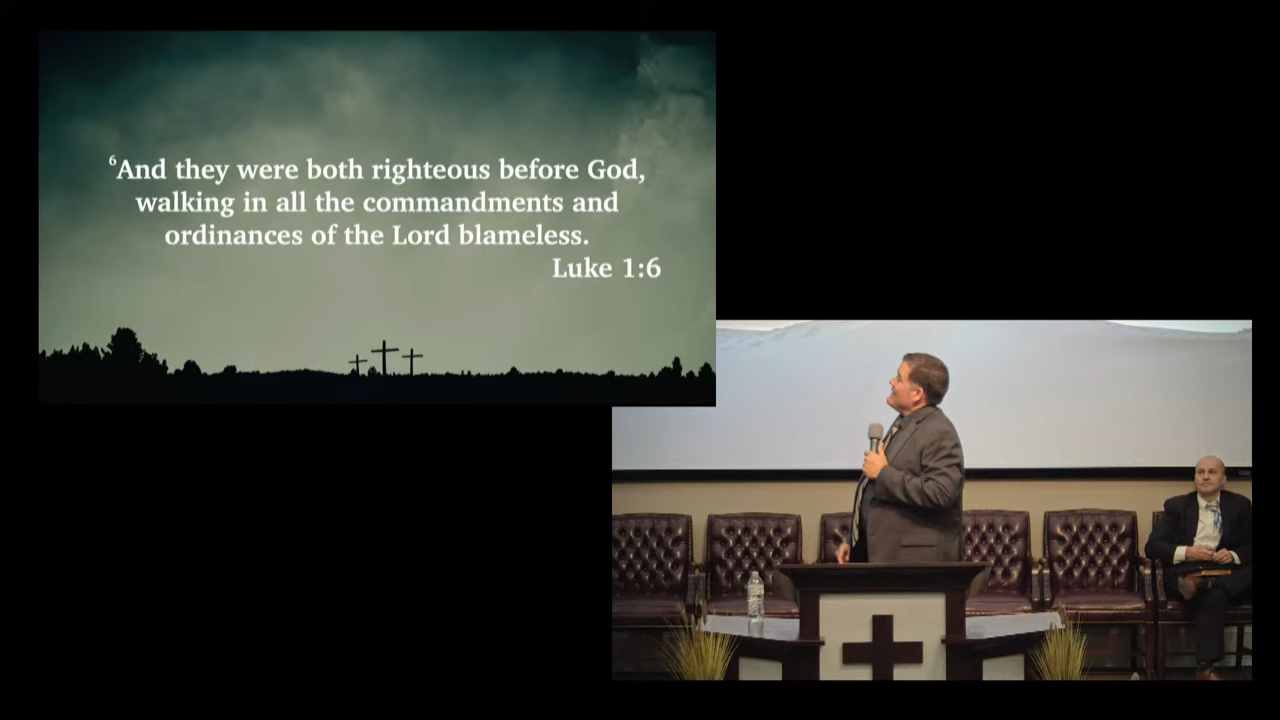 ⁶And they were both righteous before God,
walking in all the commandments and
ordinances of the Lord blameless.
Luke 1:6